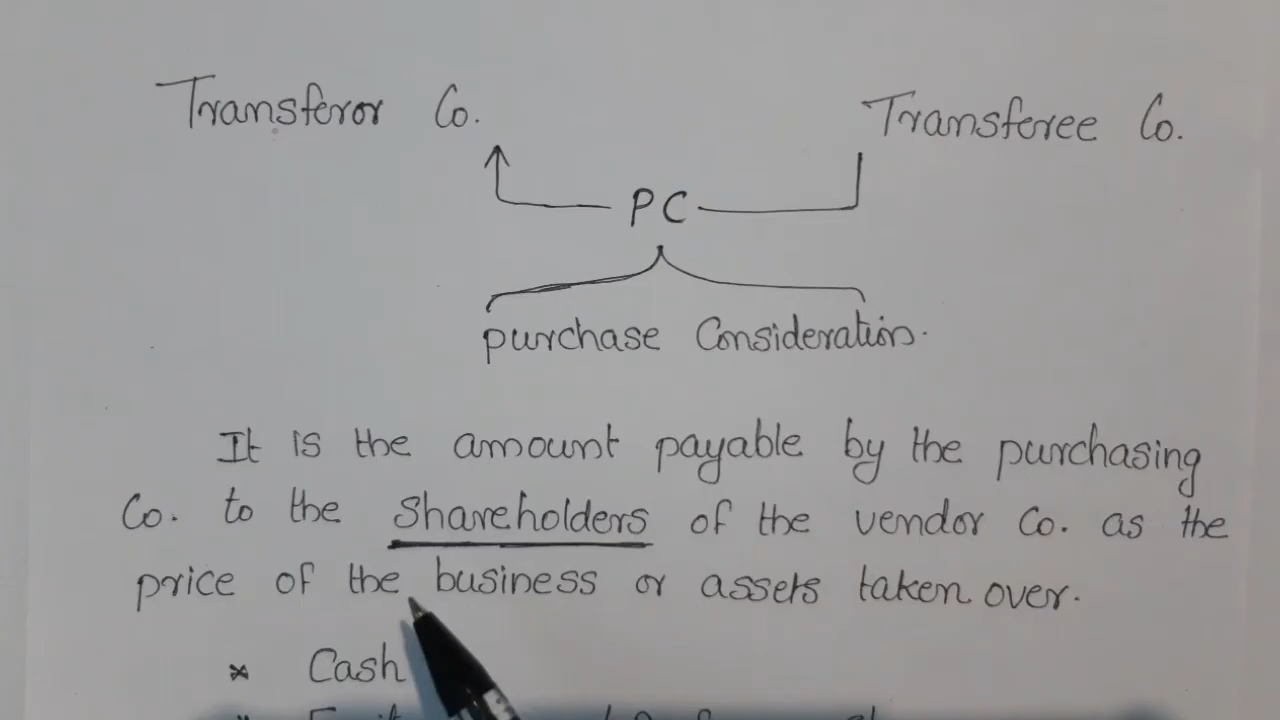 Transferor Co. Transferee Co.
PC
purchase Consideration.
It is the amount payable by the purchasing
Co. to the shareholders of the vendor Co. as the
price of the business or assets taken over.
* Cash